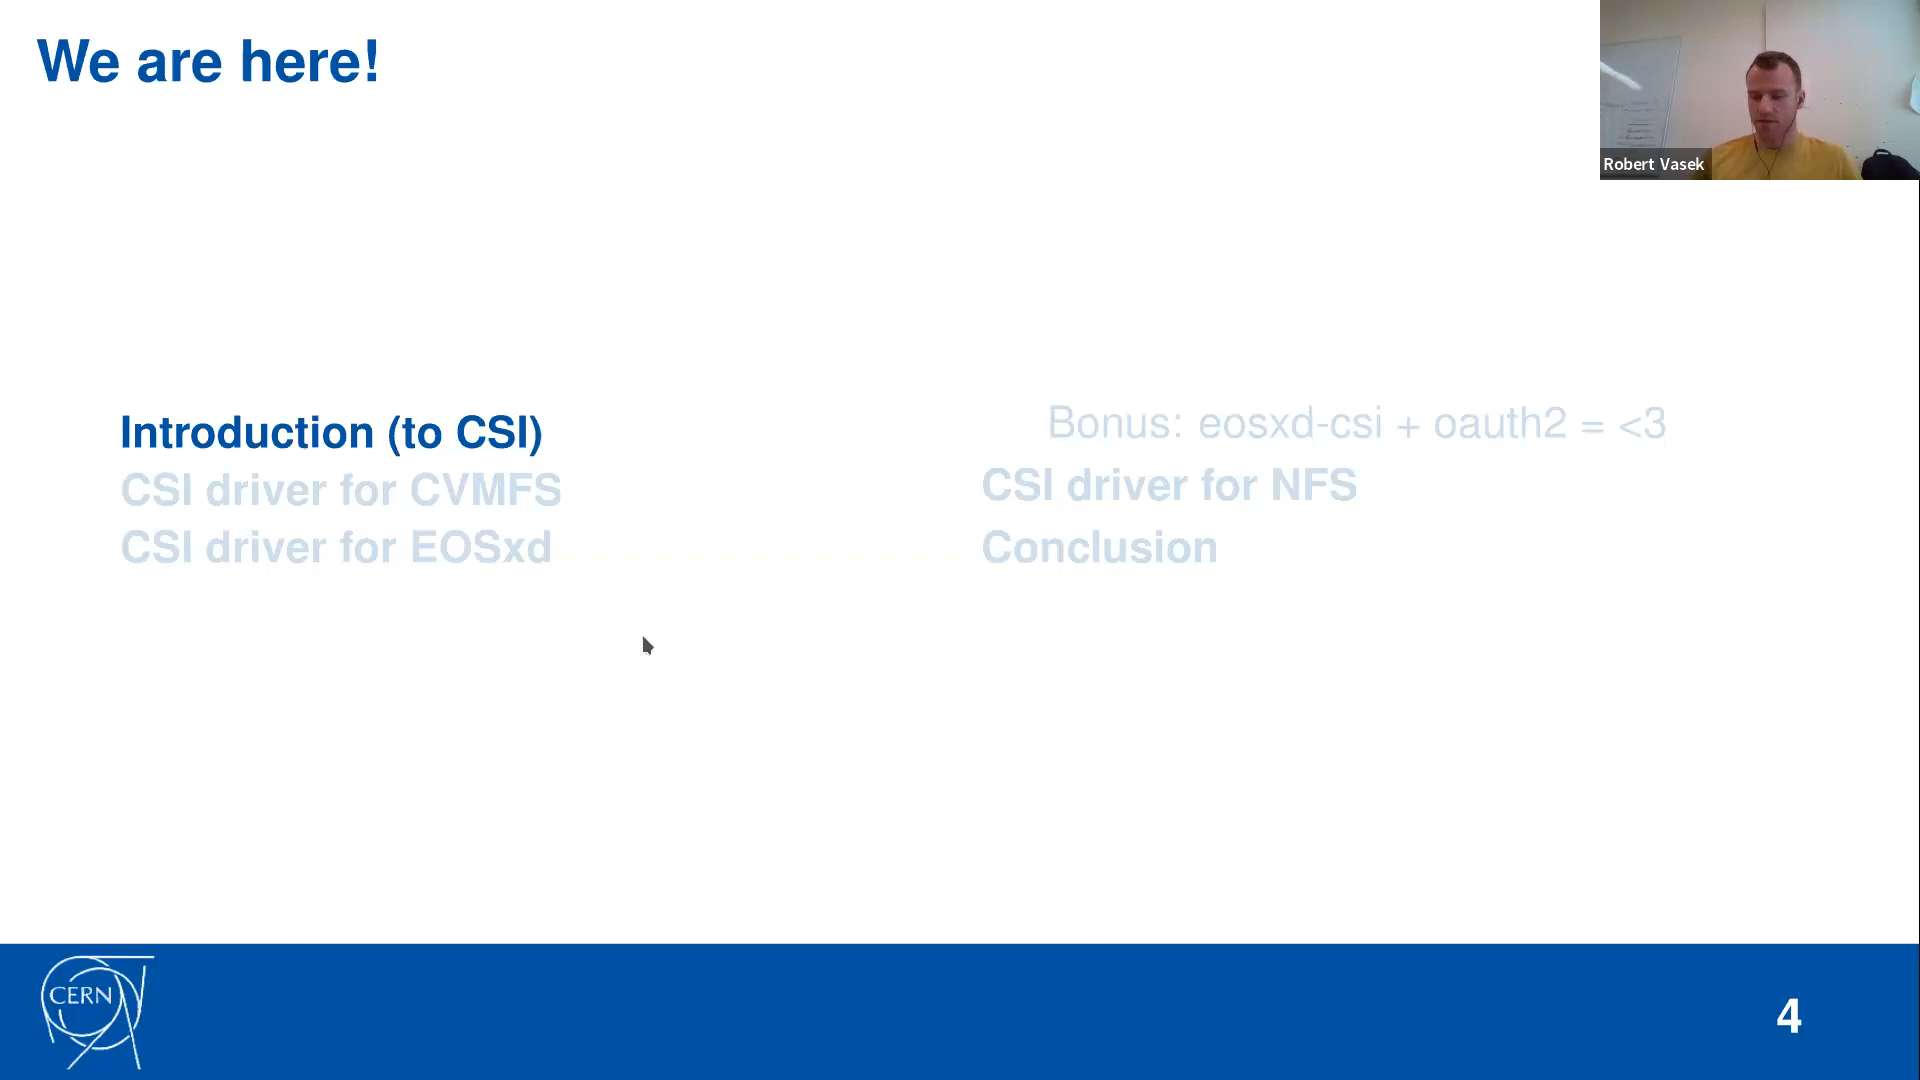 We are here!
Robert Vasek
Introduction (to CSI)
CSI driver for CVMFS
CSI driver for EOSxd
Bonus: eosxd-csi + oauth2 = <3
CSI driver for NFS
Conclusion
CERN
4